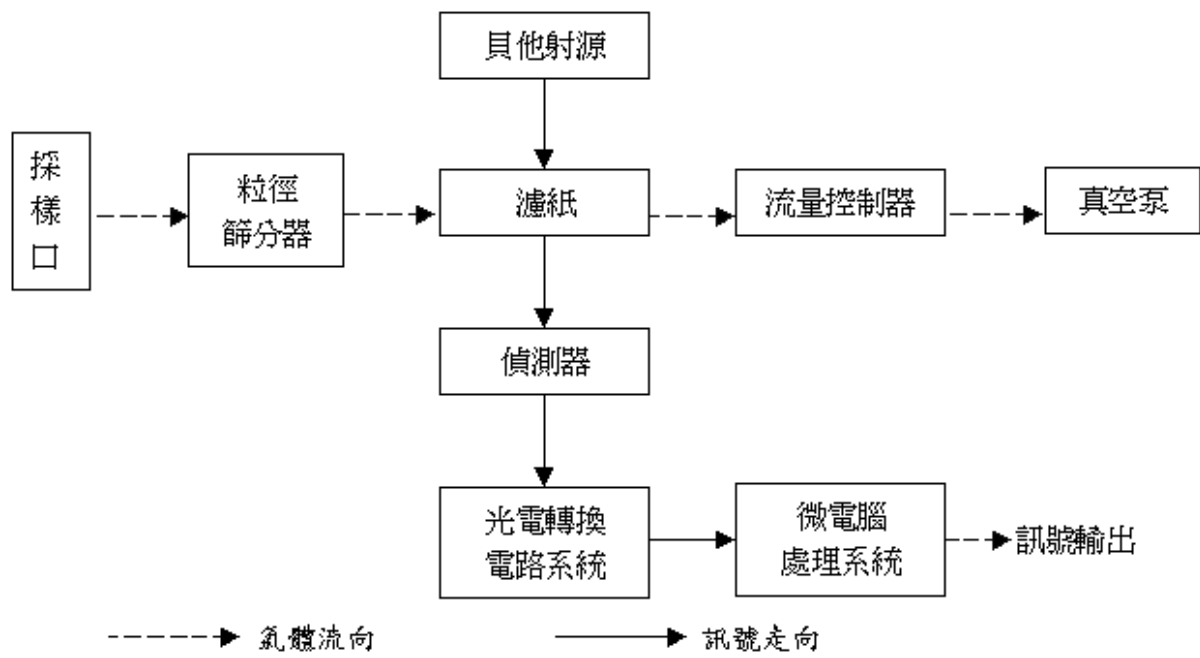 貝他射源
採
樣
口
粒徑
篩分器
濾紙
流量控制器
真空泵
偵測器
光電轉換
電路系統
微電腦
處理系統
訊號輸出
氣體流向
訊號走向